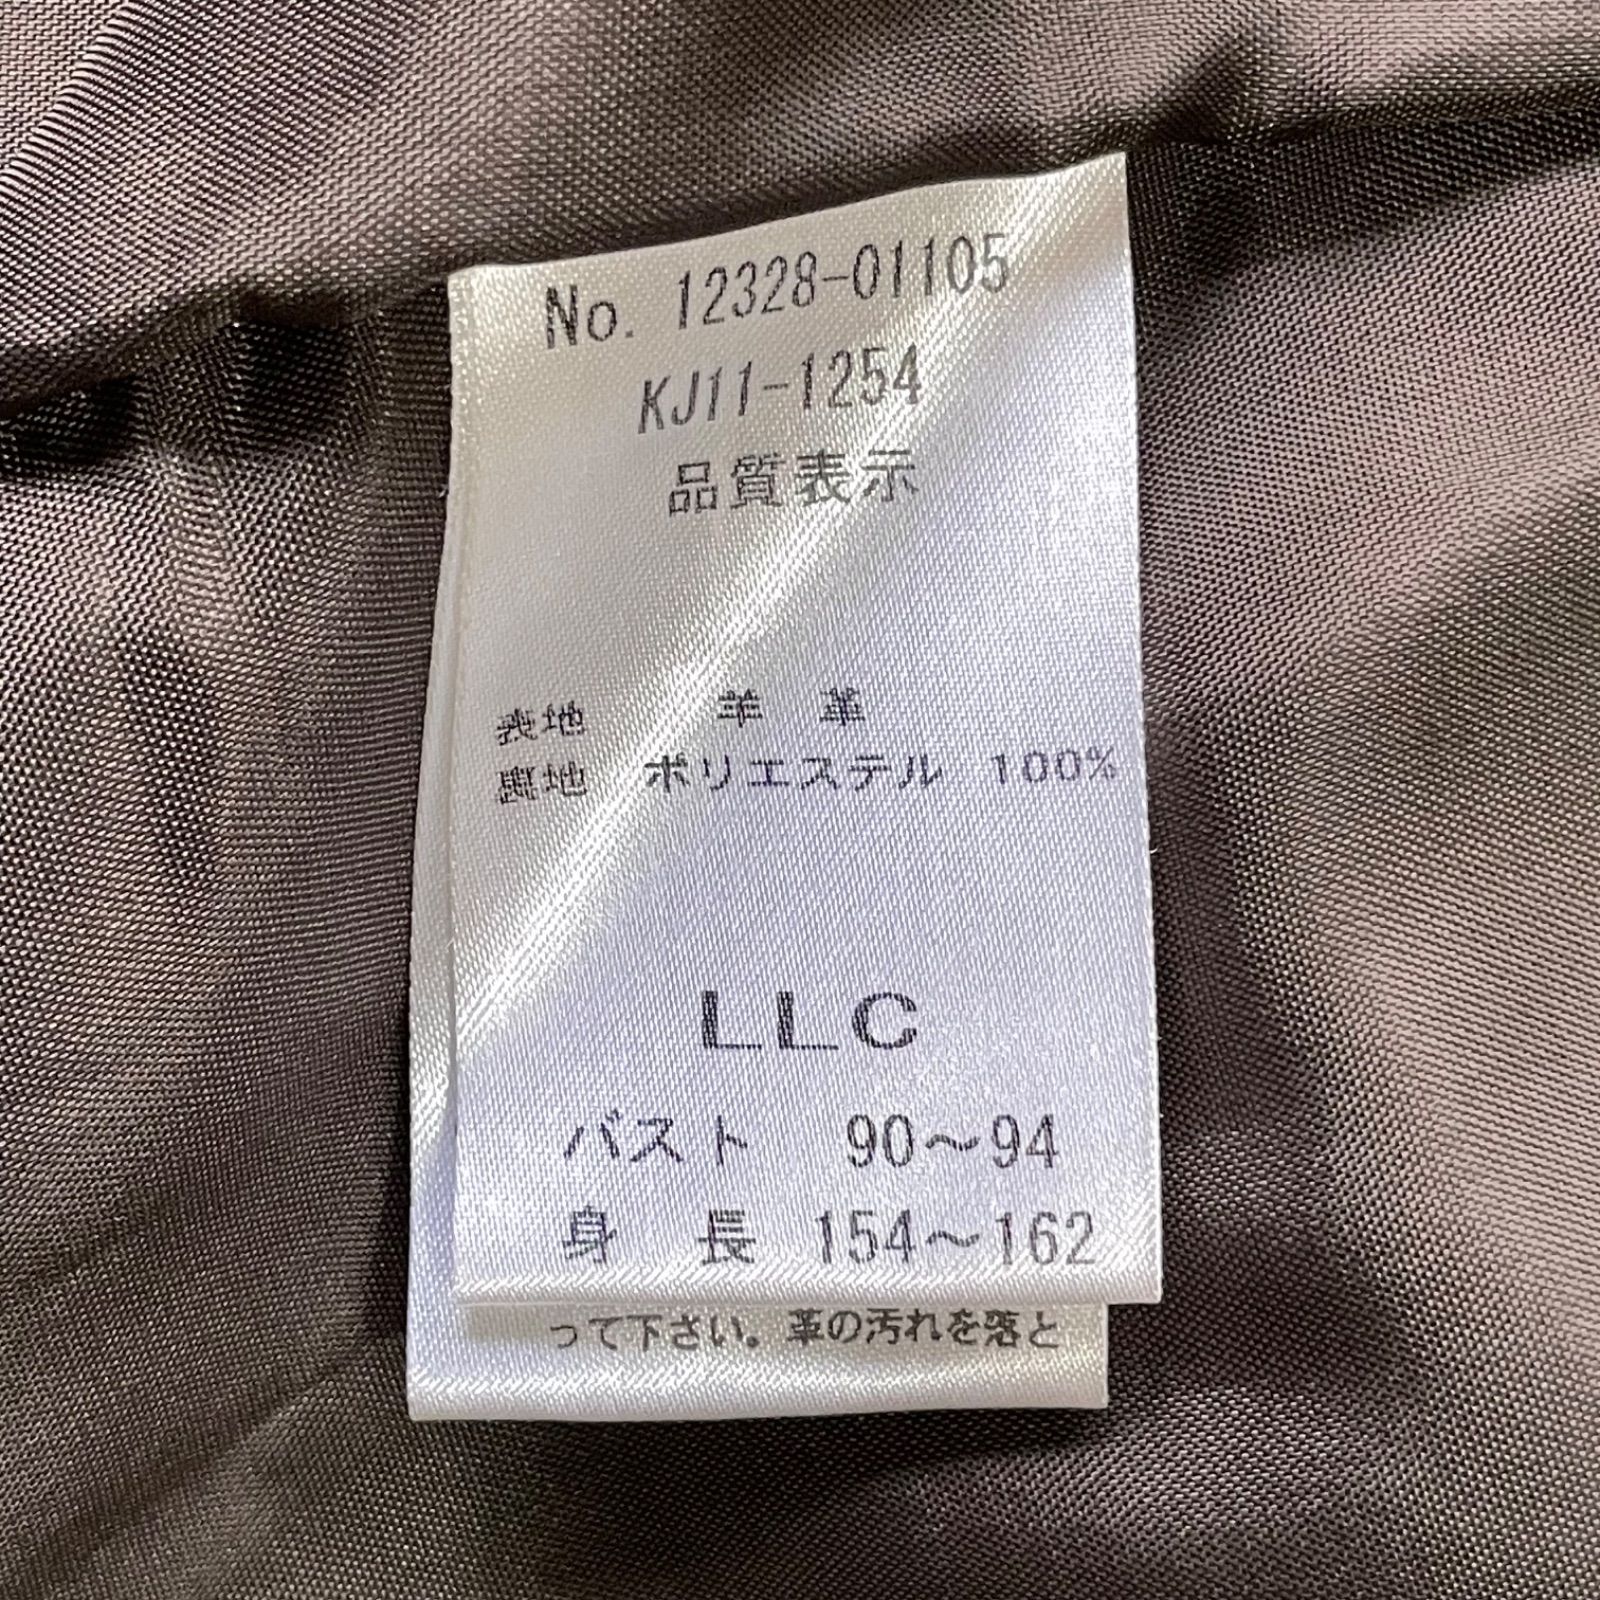 No. 12328-01105
KJ11-1254
品質表示
表地 羊 革
裏地 ポリエステル 100%
LLC
バスト 90～94
身 長 154～162
って下さい。革の汚れを落と